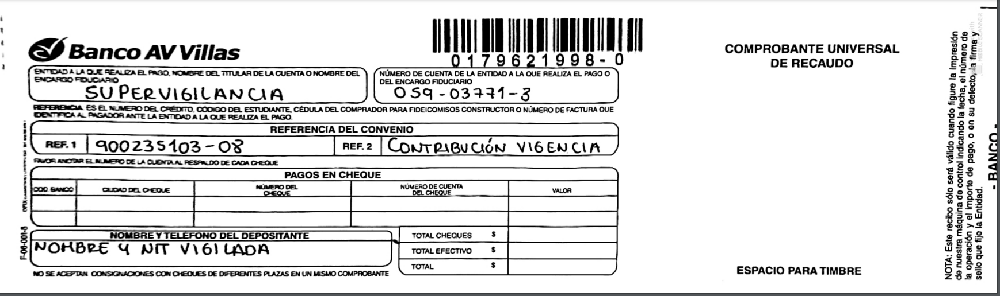 Banco AV Villas
0179621998-0
COMPROBANTE UNIVERSAL
DE RECAUDO
ENTIDAD A LA QUE REALIZA EL PAGO, NOMBRE DEL TITULAR DE LA CUENTA O NOMBRE DEL
ENCARGO FIDUCIARIO
SUPERVIGILANCIA
NÚMERO DE CUENTA DE LA ENTIDAD A LA QUE REALIZA EL PAGO O
DEL ENCARGO FIDUCIARIO
059-03771-3
REFERENCIA: ES EL NUMERO DEL CRÉDITO, CÓDIGO DEL ESTUDIANTE, CÉDULA DEL COMPRADOR PARA FIDEICOMISOS CONSTRUCTOR O NÚMERO DE FACTURA QUE
IDENTIFICA AL PAGADOR ANTE LA ENTIDAD A LA QUE REALIZA EL PAGO.
REFERENCIA DEL CONVENIO
REF. 1 900235103-08 REF. 2 CONTRIBUCIÓN VIGENCIA
FAVOR ANOTAR EL NUMERO DE LA CUENTA AL RESPALDO DE CADA CHEQUE
PAGOS EN CHEQUE
COD. BANCO CIUDAD DEL CHEQUE NÚMERO DEL CHEQUE NÚMERO DE CUENTA DEL CHEQUE VALOR
NOMBRE Y TELÉFONO DEL DEPOSITANTE
NOMBRE Y NIT VIGILADA
TOTAL CHEQUES $
TOTAL EFECTIVO $
TOTAL $
NO SE ACEPTAN CONSIGNACIONES CON CHEQUES DE DIFERENTES PLAZAS EN UN MISMO COMPROBANTE
F-06-001-5
ESPACIO PARA TIMBRE
NOTA: Este recibo sólo será válido cuando figure la impresión
de nuestra máquina de control indicando la fecha, el número de
la operación y el importe de pago, o en su defecto, la firma y
sello que fije la Entidad.
- BANCO -